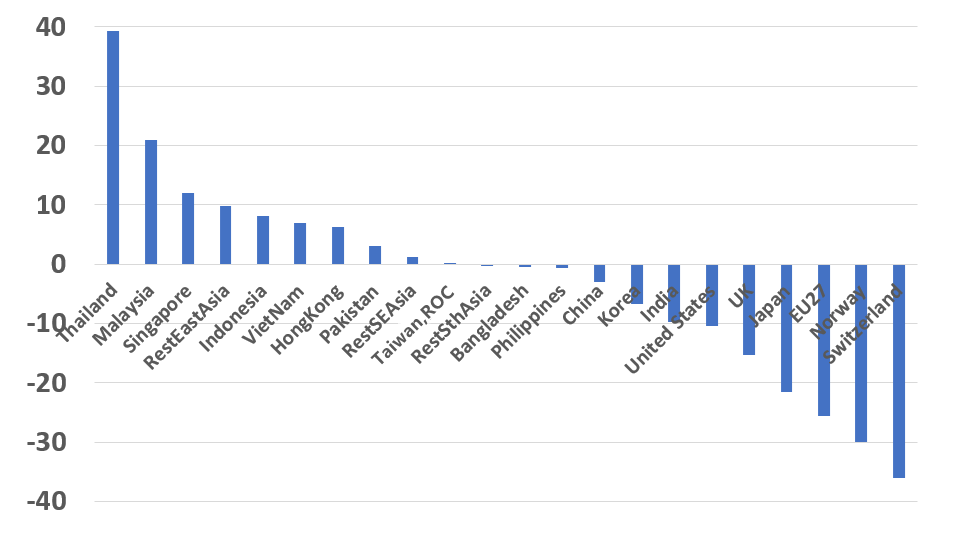 40
30
20
10
0
-10
-20
-30
-40
Thailand
Malaysia
Singapore
RestEastAsia
Indonesia
VietNam
HongKong
Pakistan
RestSEAsia
Taiwan,ROC
RestSthAsia
Bangladesh
Philippines
China
Korea
India
United States
UK
Japan
EU27
Norway
Switzerland